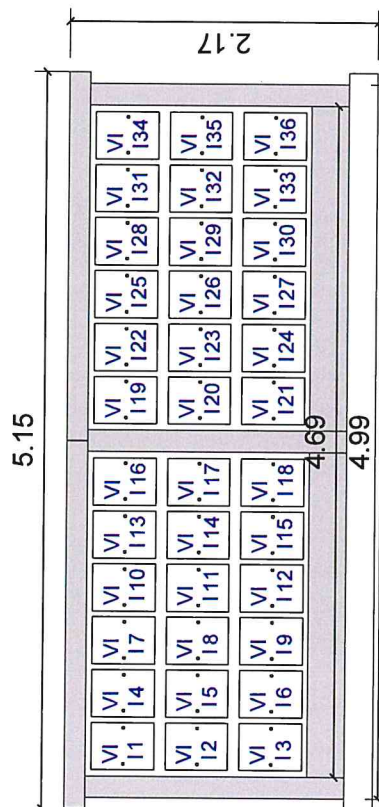 5.15
2.17
VI VI VI VI VI VI VI VI VI VI VI VI
I1 I4 I7 I10 I13 I16 I19 I22 I25 I28 I31 I34
VI VI VI VI VI VI VI VI VI VI VI VI
I2 I5 I8 I11 I14 I17 I20 I23 I26 I29 I32 I35
VI VI VI VI VI VI VI VI VI VI VI VI
I3 I6 I9 I12 I15 I18 I21 I24 I27 I30 I33 I36
4.69
4.99